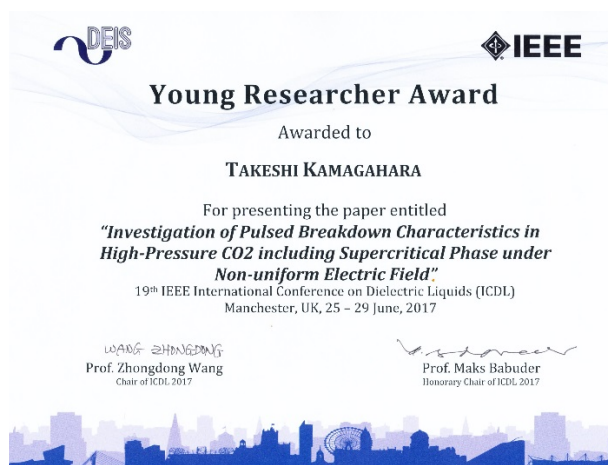 DEIS
IEEE
Young Researcher Award
Awarded to
TAKESHI KAMAGAHARA
For presenting the paper entitled
“Investigation of Pulsed Breakdown Characteristics in
High-Pressure CO2 including Supercritical Phase under
Non-uniform Electric Field”
19th IEEE International Conference on Dielectric Liquids (ICDL)
Manchester, UK, 25 – 29 June, 2017
WANG ZHONGDONG
Prof. Zhongdong Wang
Chair of ICDL 2017
Prof. Maks Babuder
Honorary Chair of ICDL 2017